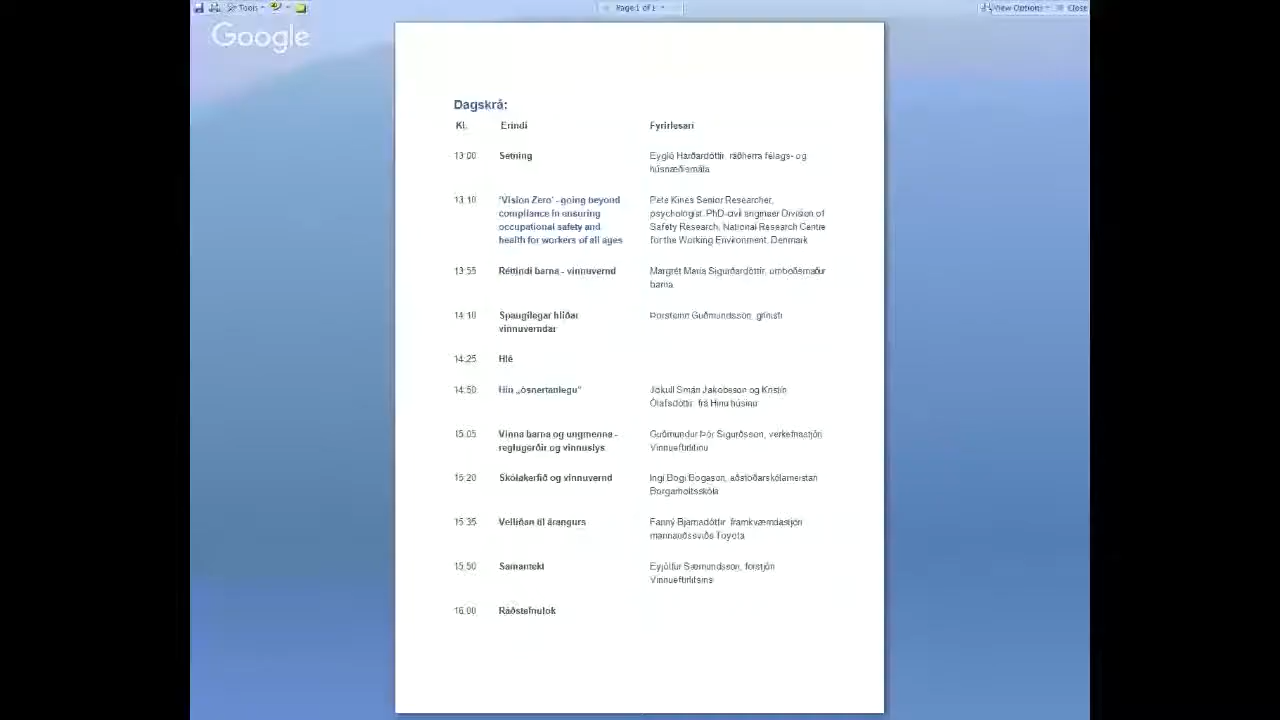 Tools
Page 1 of 1
View Options
Close
Google
Dagskrá:
Kl. Erindi Fyrirlesari
13:00 Setning Eygló Harðardóttir ráðherra félags- og
húsnæðismála
13:10 'Vision Zero' - going beyond Pete Kines Senior Researcher,
compliance in ensuring psychologist, PhD-civil engineer Division of
occupational safety and Safety Research, National Research Centre
health for workers of all ages for the Working Environment, Denmark
13:55 Réttindi barna - vinnuvernd Margrét María Sigurðardóttir, umboðsmaður
barna
14:10 Spaugilegar hliðar Þorsteinn Guðmundsson, grínisti
vinnuverndar
14:25 Hlé
14:50 Hin „ósnertanlegu“ Jökull Smári Jakobsson og Kristín
Ólafsdóttir frá Hinu húsinu
15:05 Vinna barna og ungmenna - Guðmundur Þór Sigurðsson, verkefnastjóri
reglugerðir og vinnuslys Vinnueftirlitinu
15:20 Skólakerfið og vinnuvernd Ingi Bogi Bogason, aðstoðarskólameistari
Borgarholtsskóla
15:35 Vellíðan til árangurs Fanný Bjarnadóttir framkvæmdastjóri
mannauðssviðs Toyota
15:50 Samantekt Eyjólfur Sæmundsson, forstjóri
Vinnueftirlitsins
16:00 Ráðstefnulok